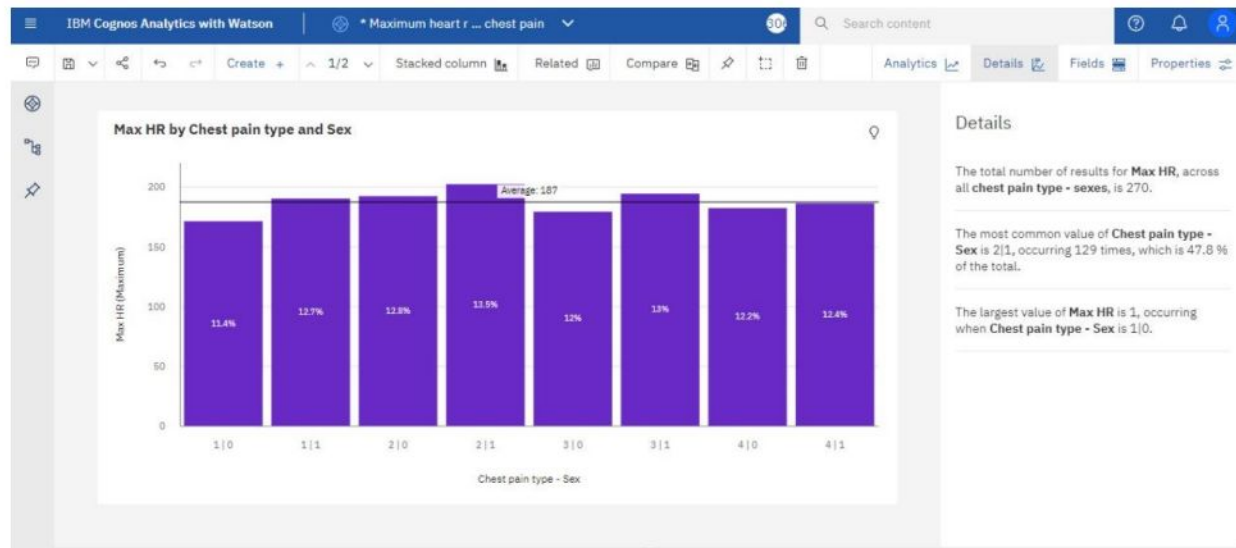 IBM Cognos Analytics with Watson
* Maximum heart r ... chest pain
Search content
Create +
1/2
Stacked column
Related
Compare
Analytics
Details
Fields
Properties
Max HR by Chest pain type and Sex
Max HR (Maximum)
200
150
100
50
0
Average: 187
11.4%
12.7%
12.8%
13.5%
12%
13%
12.2%
12.4%
1|0
1|1
2|0
2|1
3|0
3|1
4|0
4|1
Chest pain type - Sex
Details
The total number of results for Max HR, across
all chest pain type - sexes, is 270.
The most common value of Chest pain type -
Sex is 2|1, occurring 129 times, which is 47.8 %
of the total.
The largest value of Max HR is 1, occurring
when Chest pain type - Sex is 1|0.